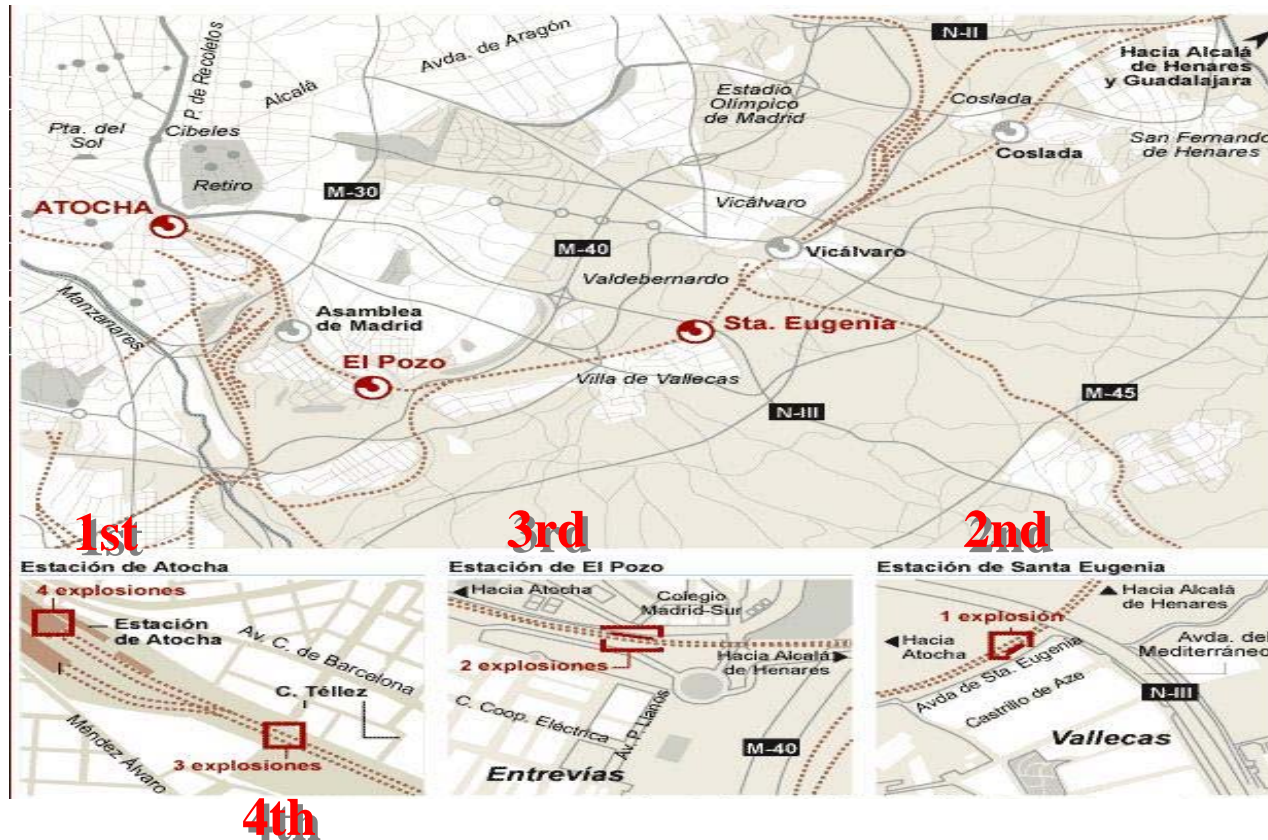 N-II
Avda. de Aragón
P. de Recoletos
Alcalá
Hacia Alcalá
de Henares
y Guadalajara
Estadio
Olímpico
de Madrid
Coslada
Pta. del
Sol
Cibeles
San Fernando
de Henares
Coslada
Retiro
M-30
ATOCHA
Vicálvaro
M-40
Vicálvaro
Valdebernardo
Manzanares
Asamblea
de Madrid
Sta. Eugenia
El Pozo
Villa de Vallecas
M-45
N-III
1st
3rd
2nd
Estación de Atocha
4 explosiones
Estación
de Atocha
Av. C. de Barcelona
C. Téllez
Méndez Álvaro
3 explosiones
4th
Estación de El Pozo
Hacia Atocha
Colegio
Madrid-Sur
2 explosiones
Hacia Alcalá
de Henares
C. Coop. Eléctrica
Av. P. Llanos
M-40
Entrevías
Estación de Santa Eugenia
Hacia Alcalá
de Henares
1 explosión
Hacia
Atocha
Avda. del
Mediterráneo
Avda de Sta. Eugenia
Castrillo de Aze
N-III
Vallecas